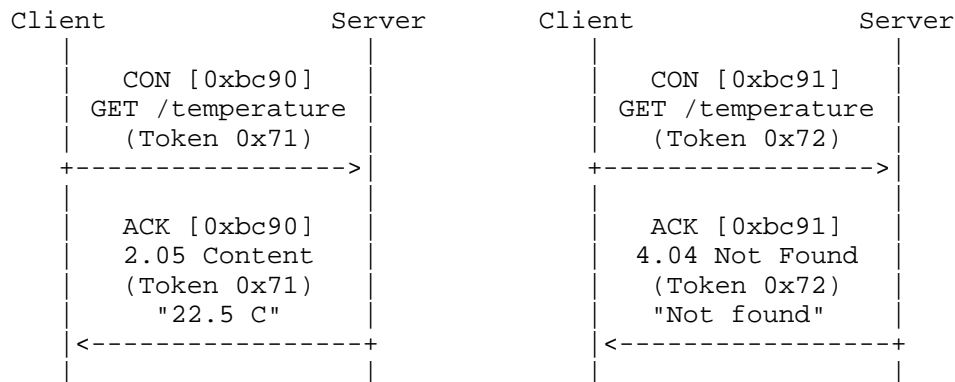 Client Server Client Server
CON [0xbc90] CON [0xbc91]
GET /temperature GET /temperature
(Token 0x71) (Token 0x72)
ACK [0xbc90] ACK [0xbc91]
2.05 Content 4.04 Not Found
(Token 0x71) (Token 0x72)
"22.5 C" "Not found"